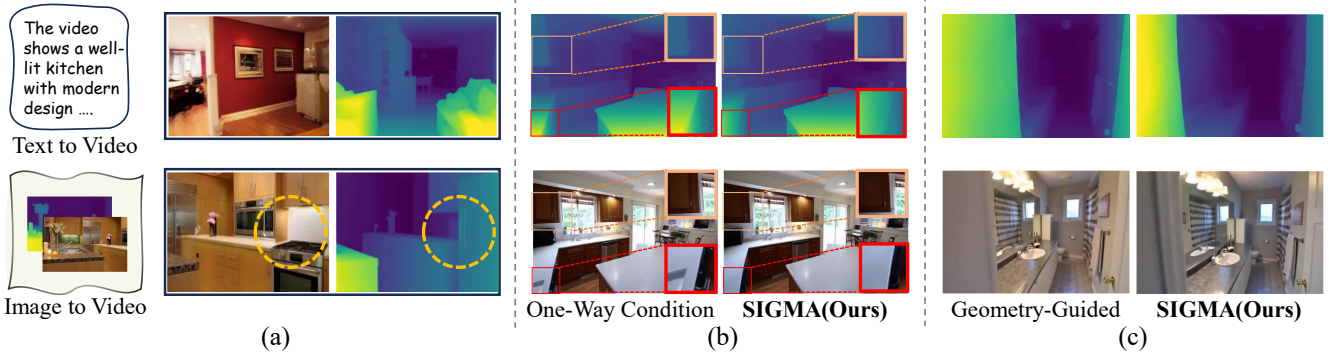 The video
shows a well-
lit kitchen
with modern
design ....
Text to Video
Image to Video
(a)
One-Way Condition
SIGMA(Ours)
(b)
Geometry-Guided
SIGMA(Ours)
(c)